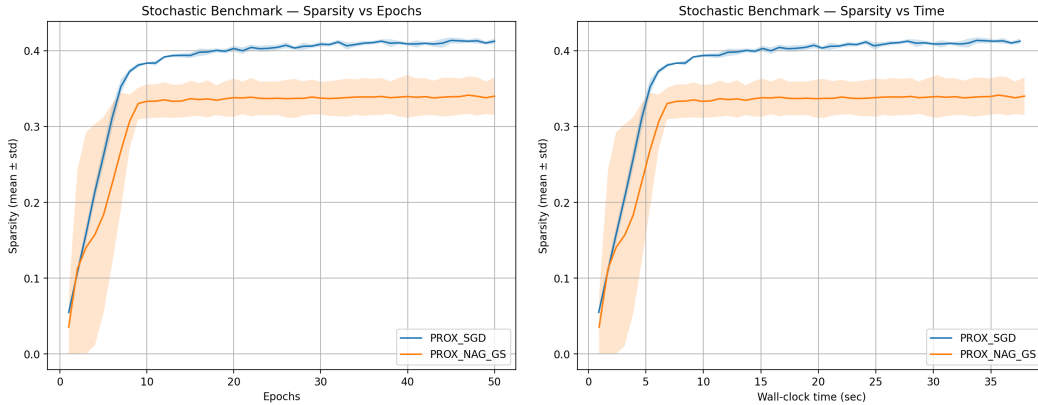 Stochastic Benchmark — Sparsity vs Epochs
Sparsity (mean ± std)
0.4
0.3
0.2
0.1
0.0
0 10 20 30 40 50
Epochs
PROX_SGD
PROX_NAG_GS
Stochastic Benchmark — Sparsity vs Time
Sparsity (mean ± std)
0.4
0.3
0.2
0.1
0.0
0 5 10 15 20 25 30 35
Wall-clock time (sec)
PROX_SGD
PROX_NAG_GS